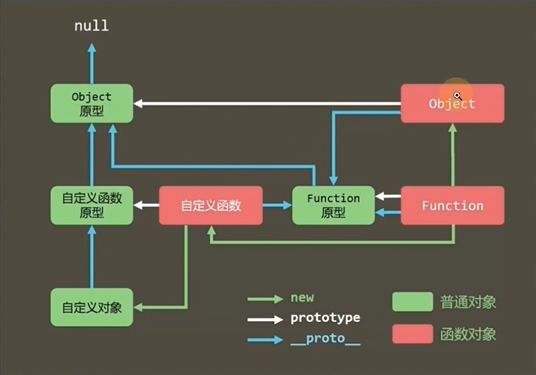 null
Object
原型
Object
自定义函数
原型
自定义函数
Function
原型
Function
自定义对象
new
prototype
__proto__
普通对象
函数对象